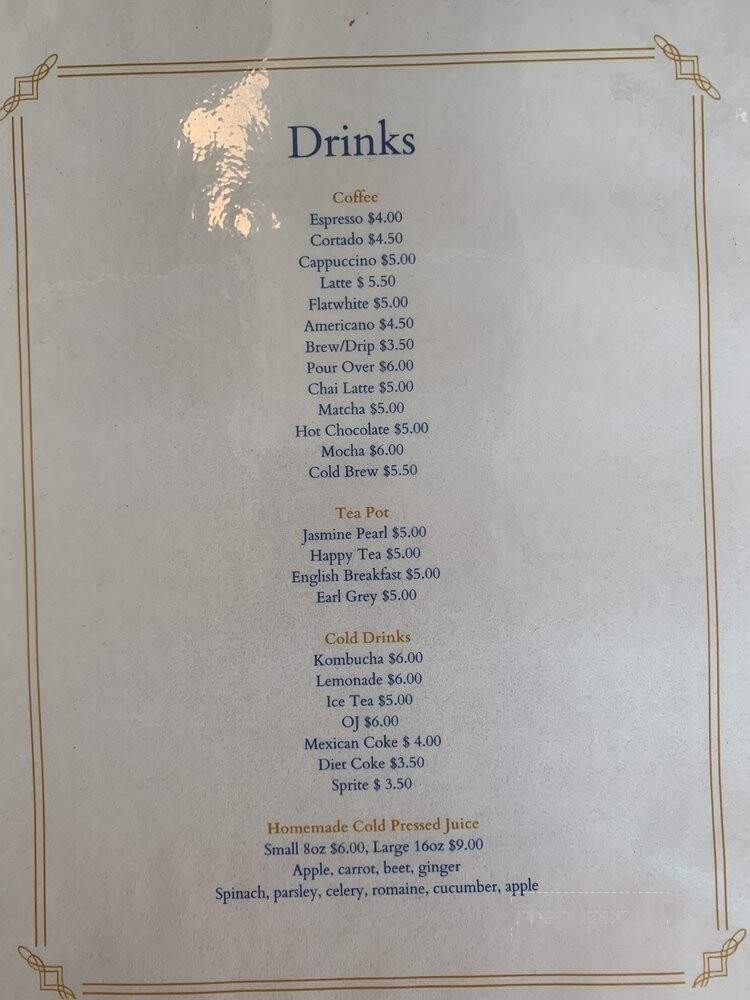 Drinks
Coffee
Espresso $4.00
Cortado $4.50
Cappuccino $5.00
Latte $ 5.50
Flatwhite $5.00
Americano $4.50
Brew/Drip $3.50
Pour Over $6.00
Chai Latte $5.00
Matcha $5.00
Hot Chocolate $5.00
Mocha $6.00
Cold Brew $5.50
Tea Pot
Jasmine Pearl $5.00
Happy Tea $5.00
English Breakfast $5.00
Earl Grey $5.00
Cold Drinks
Kombucha $6.00
Lemonade $6.00
Ice Tea $5.00
OJ $6.00
Mexican Coke $ 4.00
Diet Coke $3.50
Sprite $ 3.50
Homemade Cold Pressed Juice
Small 8oz $6.00, Large 16oz $9.00
Apple, carrot, beet, ginger
Spinach, parsley, celery, romaine, cucumber, apple